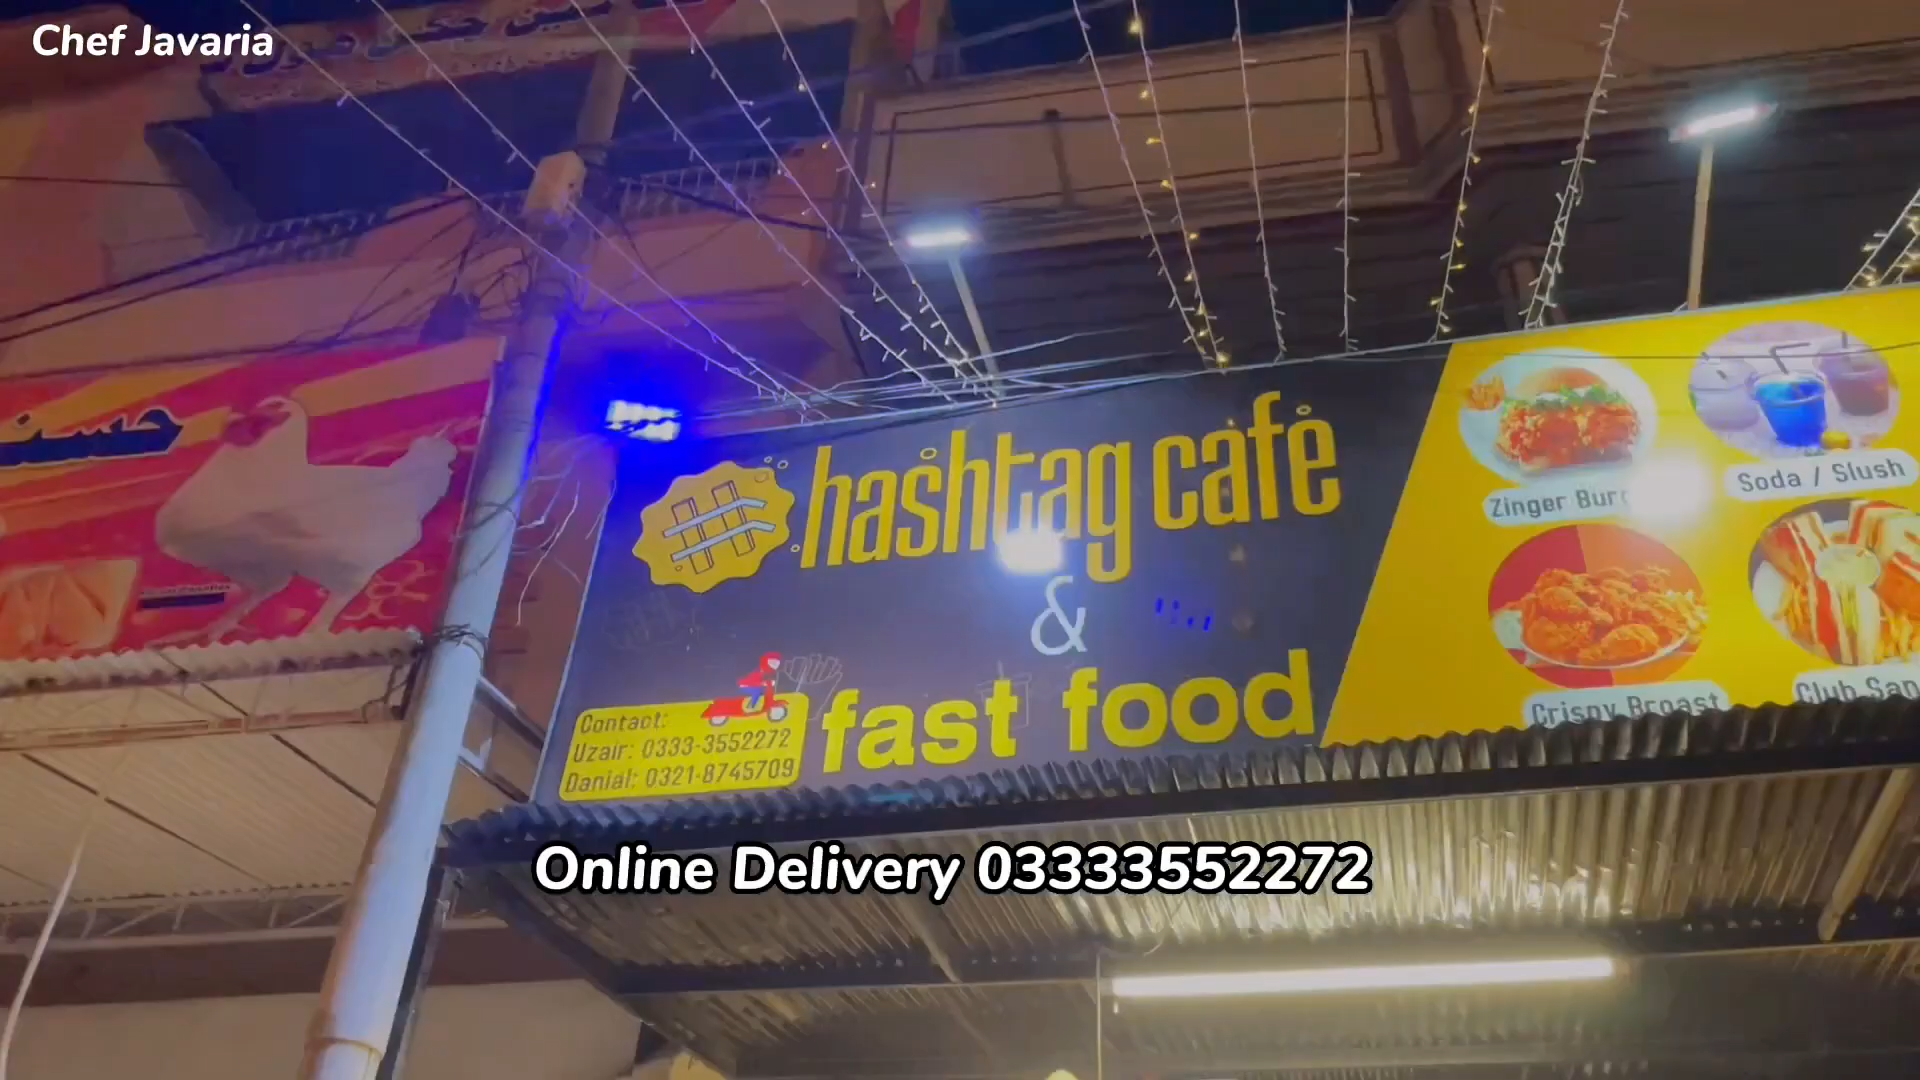 Chef Javaria
حسنہ
hashtag cafe
&
fast food
Contact:
Uzair: 0333-3552272
Danial: 0321-8745709
Zinger Bur
Soda / Slush
Crispy Broast
Club San
Online Delivery 03333552272